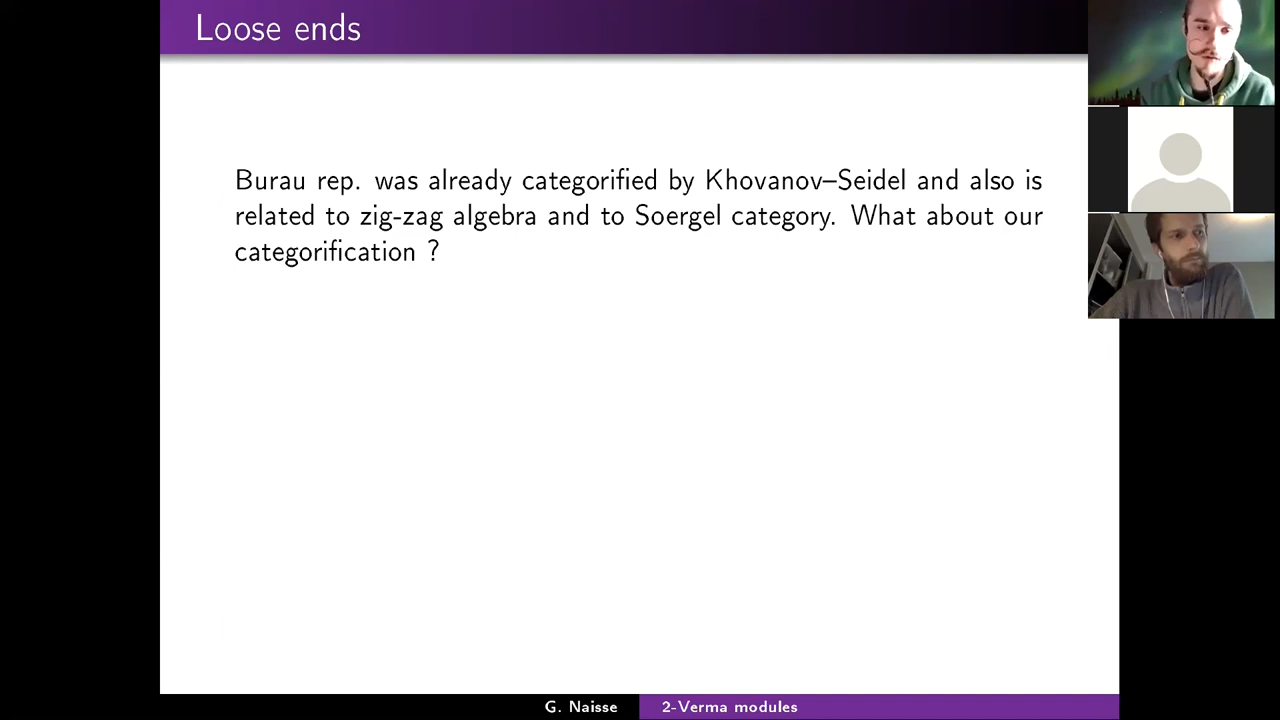 Loose ends
Burau rep. was already categorified by Khovanov–Seidel and also is
related to zig-zag algebra and to Soergel category. What about our
categorification ?
G. Naisse
2-Verma modules